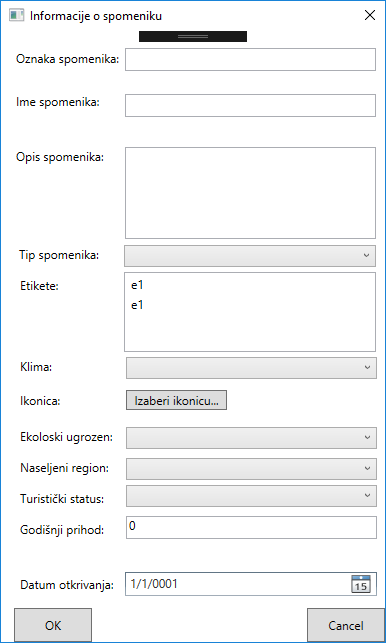 Informacije o spomeniku
Oznaka spomenika:
Ime spomenika:
Opis spomenika:
Tip spomenika:
Etikete:
e1
e1
Klima:
Ikonica:
Izaberi ikonicu...
Ekoloski ugrozen:
Naseljeni region:
Turistički status:
Godišnji prihod:
0
Datum otkrivanja:
1/1/0001
15
OK
Cancel